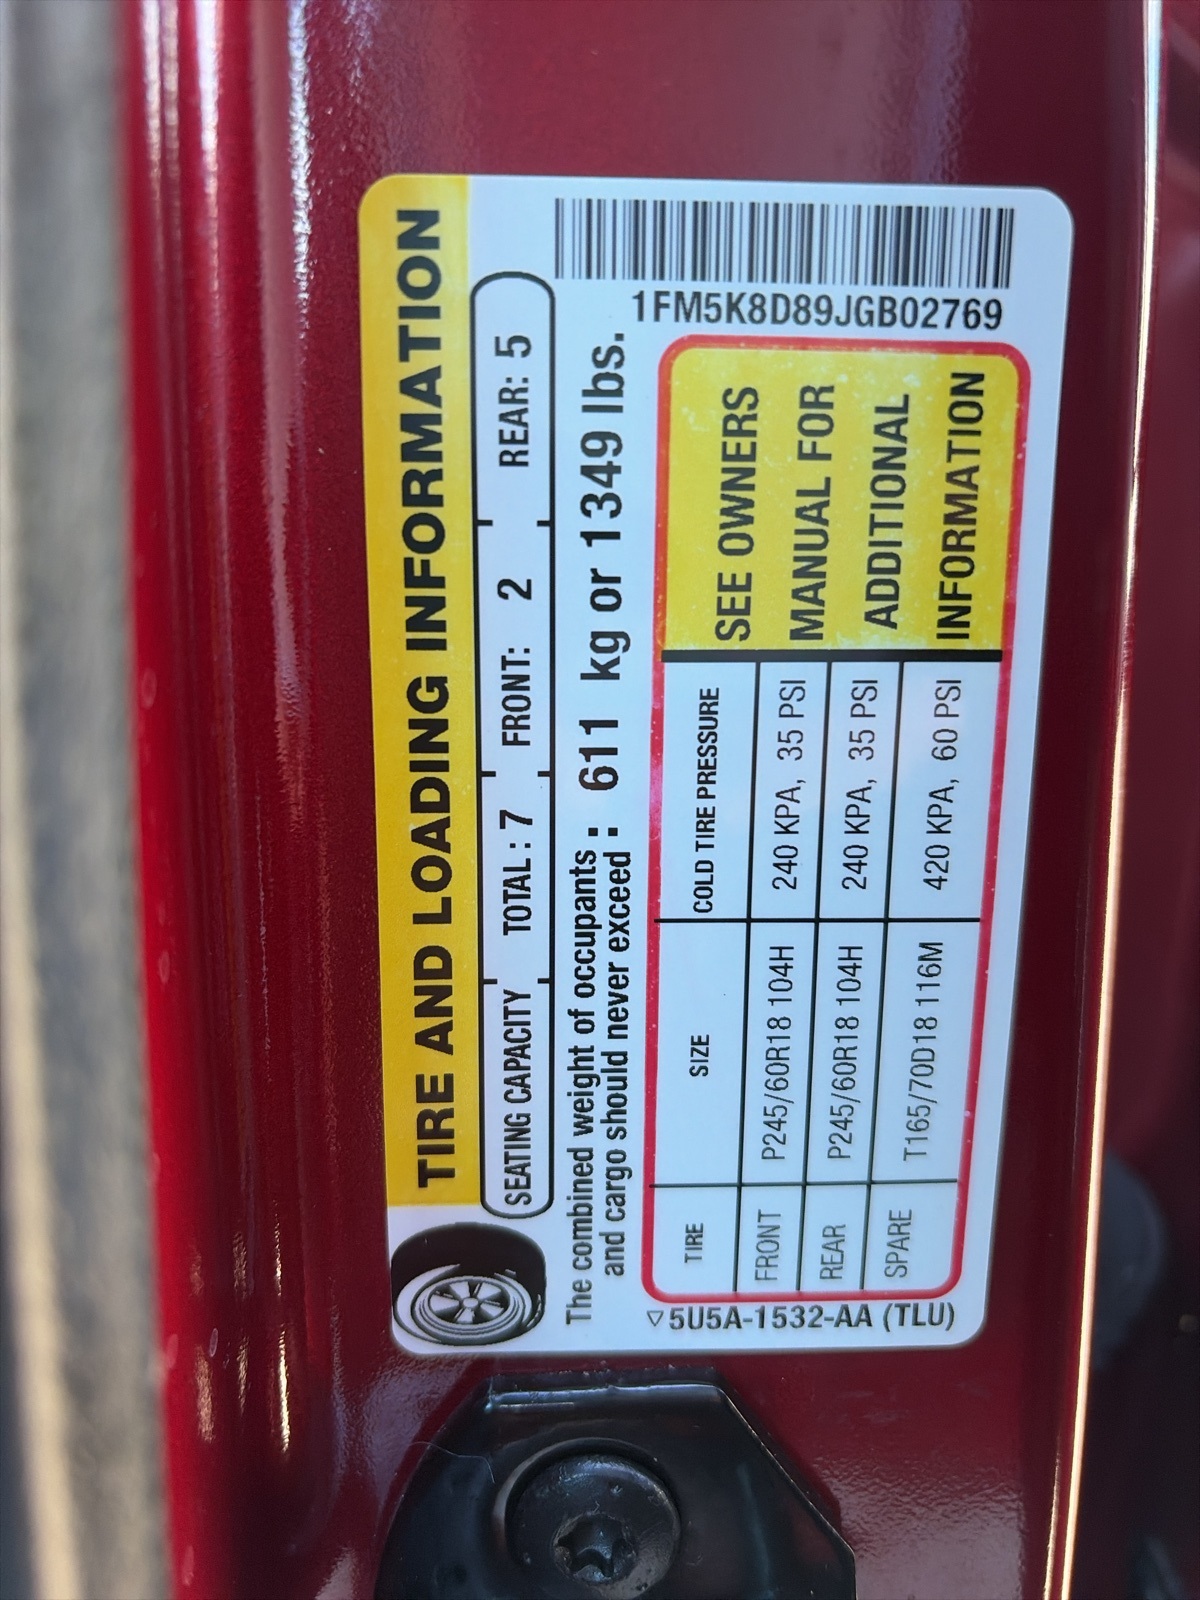 TIRE AND LOADING INFORMATION
SEATING CAPACITY TOTAL : 7 FRONT: 2 REAR: 5
The combined weight of occupants
and cargo should never exceed : 611 kg or 1349 lbs.
TIRE SIZE COLD TIRE PRESSURE
FRONT P245/60R18 104H 240 KPA, 35 PSI
REAR P245/60R18 104H 240 KPA, 35 PSI
SPARE T165/70D18 116M 420 KPA, 60 PSI
SEE OWNERS
MANUAL FOR
ADDITIONAL
INFORMATION
5U5A-1532-AA (TLU)
1FM5K8D89JGB02769